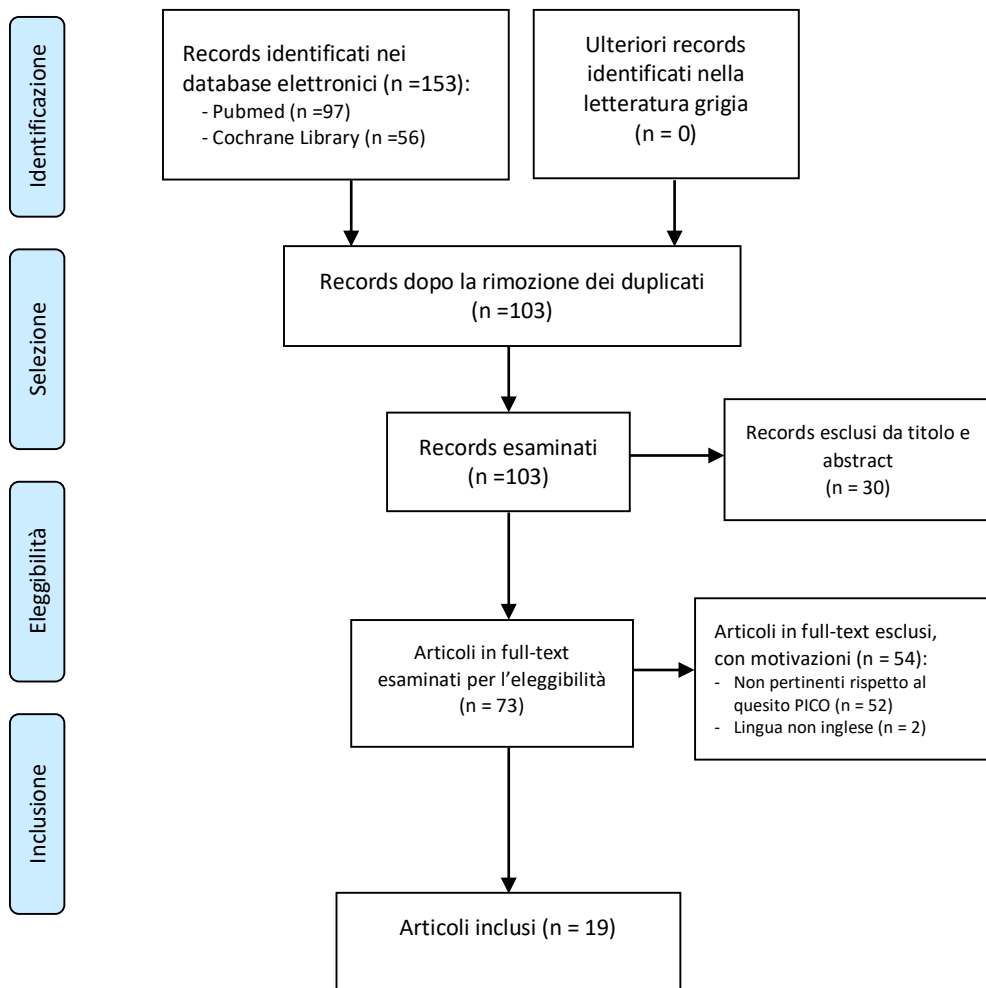 Identificazione
Records identificati nei
database elettronici (n =153):
- Pubmed (n =97)
- Cochrane Library (n =56)
Ulteriori records
identificati nella
letteratura grigia
(n = 0)
Selezione
Records dopo la rimozione dei duplicati
(n =103)
Records esaminati
(n =103)
Records esclusi da titolo e
abstract
(n = 30)
Eleggibilità
Articoli in full-text
esaminati per l’eleggibilità
(n = 73)
Articoli in full-text esclusi,
con motivazioni (n = 54):
- Non pertinenti rispetto al
quesito PICO (n = 52)
- Lingua non inglese (n = 2)
Inclusione
Articoli inclusi (n = 19)